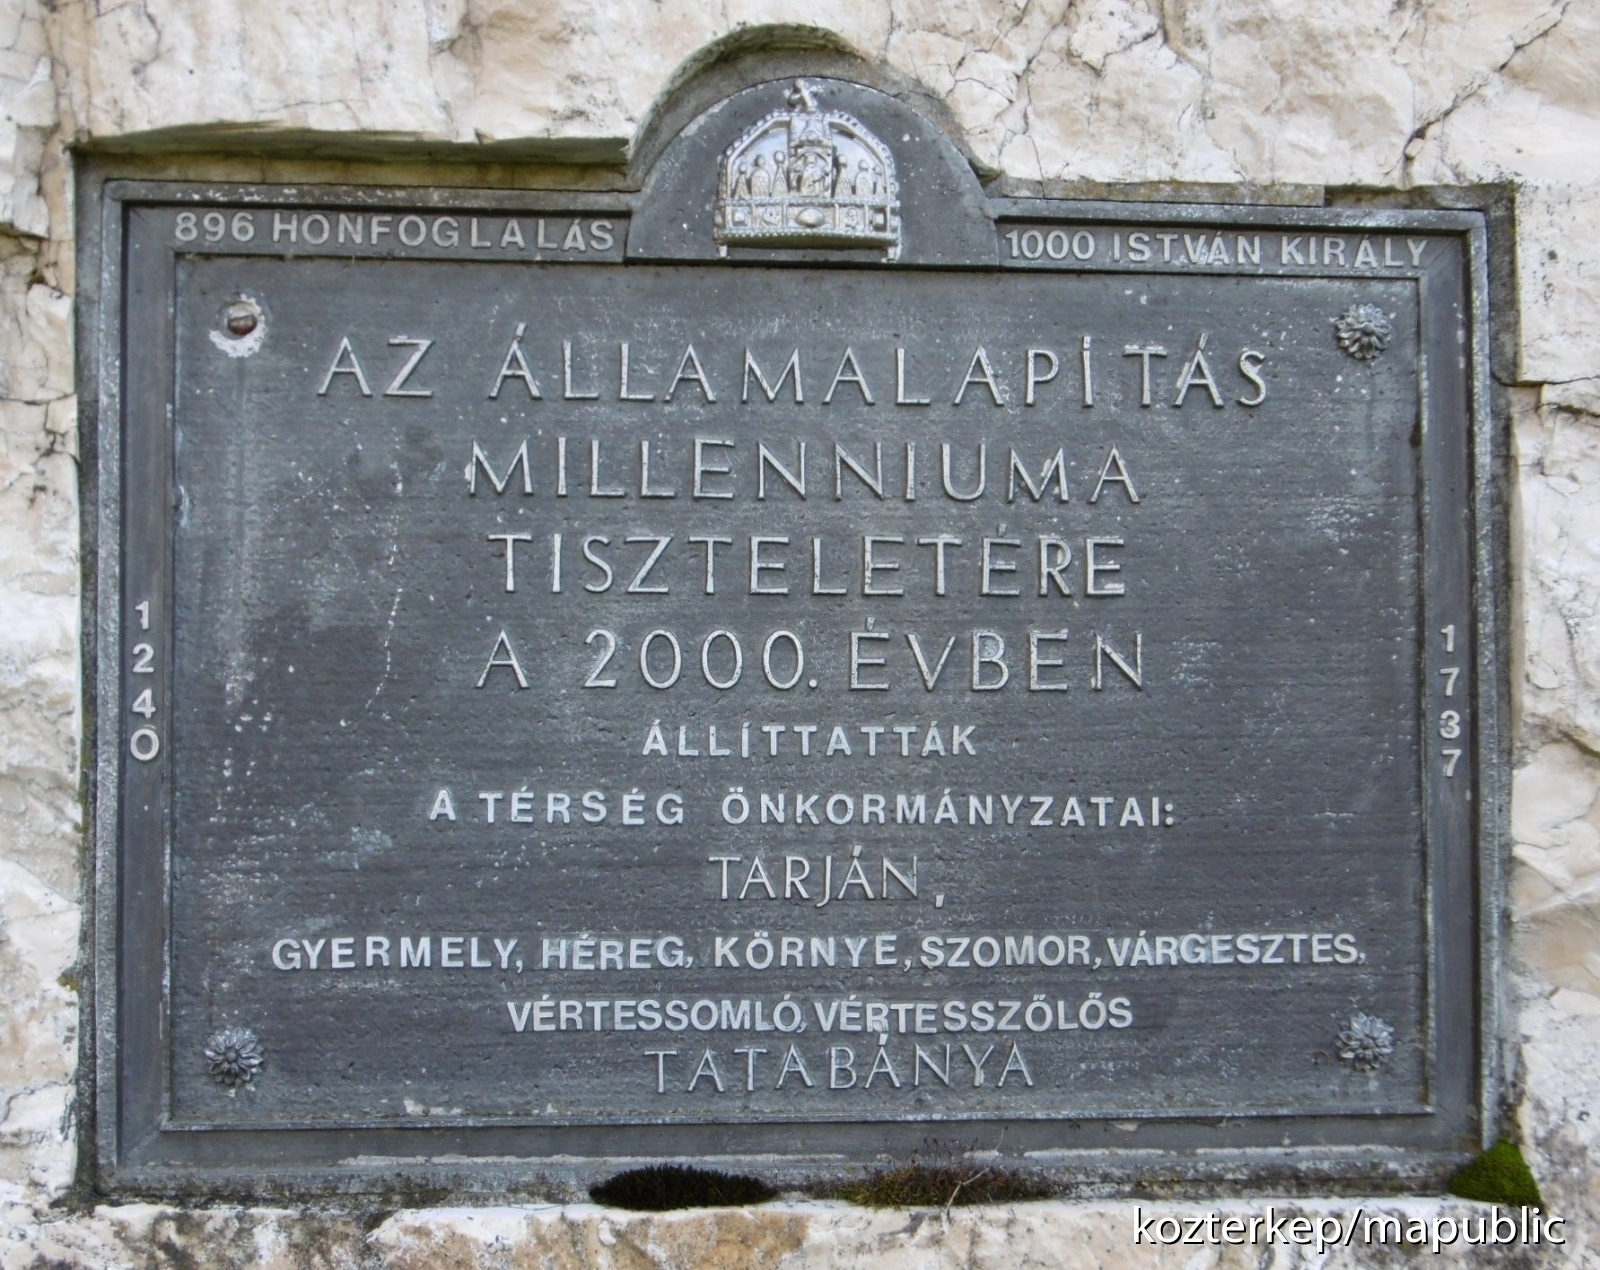 896 HONFOGLALÁS
1000 ISTVÁN KIRÁLY
AZ ÁLLAMALAPÍTÁS
MILLENNIUMA
TISZTELETÉRE
A 2000. ÉVBEN
ÁLLÍTTATTÁK
A TÉRSÉG ÖNKORMÁNYZATAI:
TARJÁN,
GYERMELY, HÉREG, KÖRNYE, SZOMOR, VÁRGESZTES,
VÉRTESSOMLÓ, VÉRTESSZŐLŐS
TATABÁNYA
1240
1737
kozterkep/mapublic